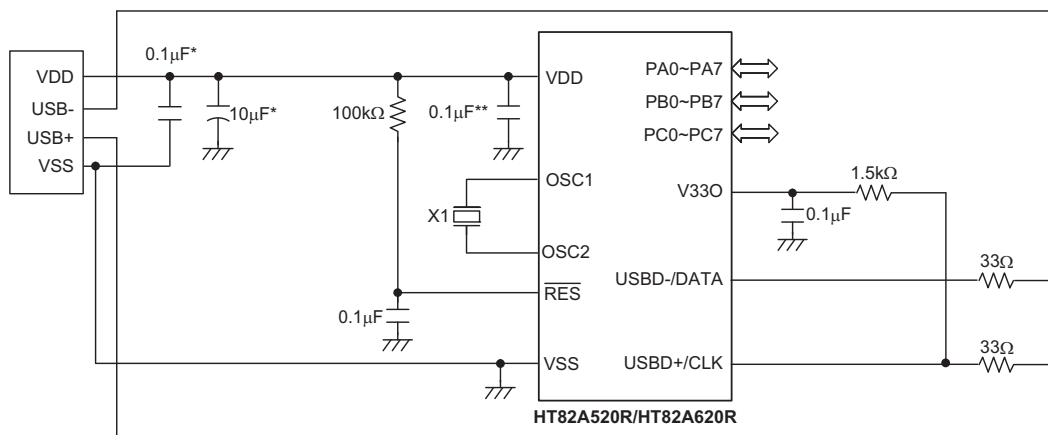 0.1μF*
VDD
USB-
USB+
VSS
10μF*
100kΩ
0.1μF**
VDD
PA0~PA7
PB0~PB7
PC0~PC7
OSC1
X1
OSC2
V33O
1.5kΩ
0.1μF
RES
0.1μF
USBD-/DATA
33Ω
VSS
USBD+/CLK
33Ω
HT82A520R/HT82A620R